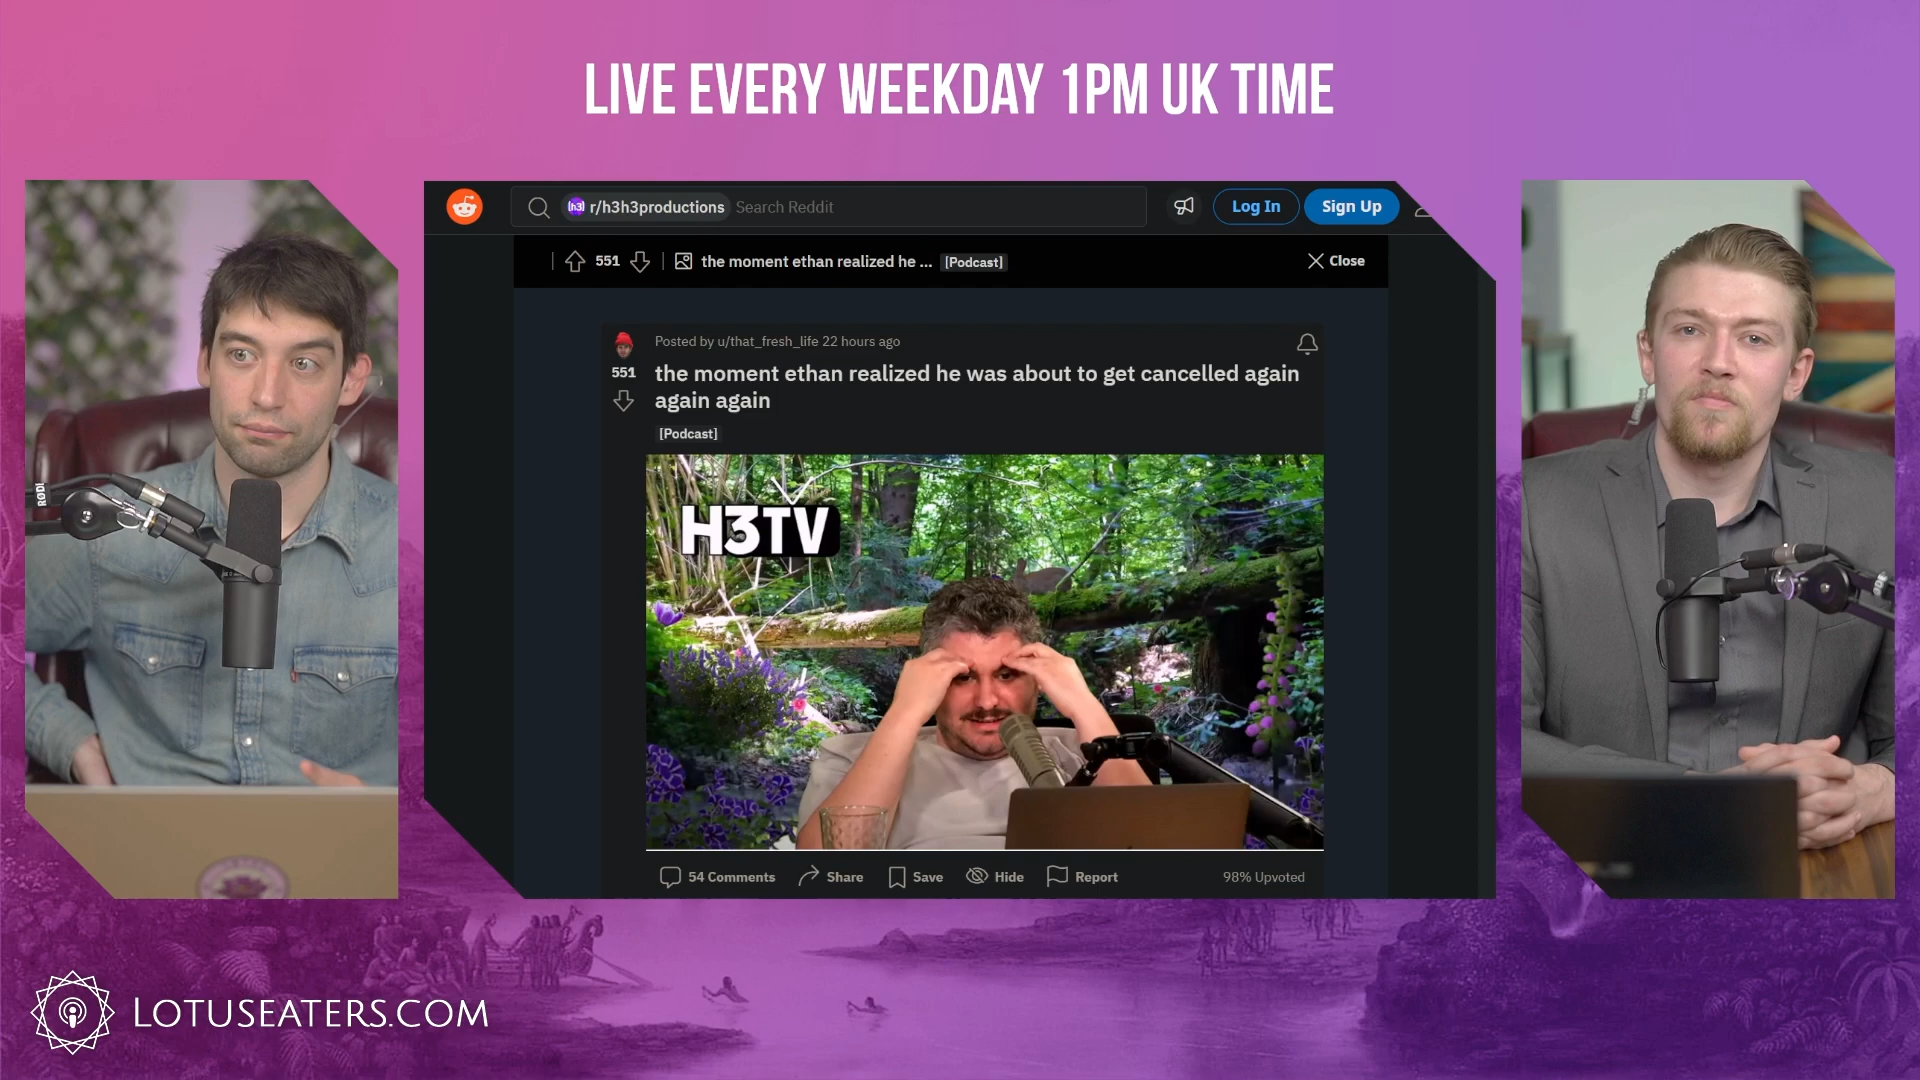 LIVE EVERY WEEKDAY 1PM UK TIME
h3 r/h3h3productions Search Reddit
Log In
Sign Up
551
the moment ethan realized he ... [Podcast]
Close
Posted by u/that_fresh_life 22 hours ago
551
the moment ethan realized he was about to get cancelled again
again again
[Podcast]
H3TV
RØDE
54 Comments
Share
Save
Hide
Report
98% Upvoted
LOTUSEATERS.COM